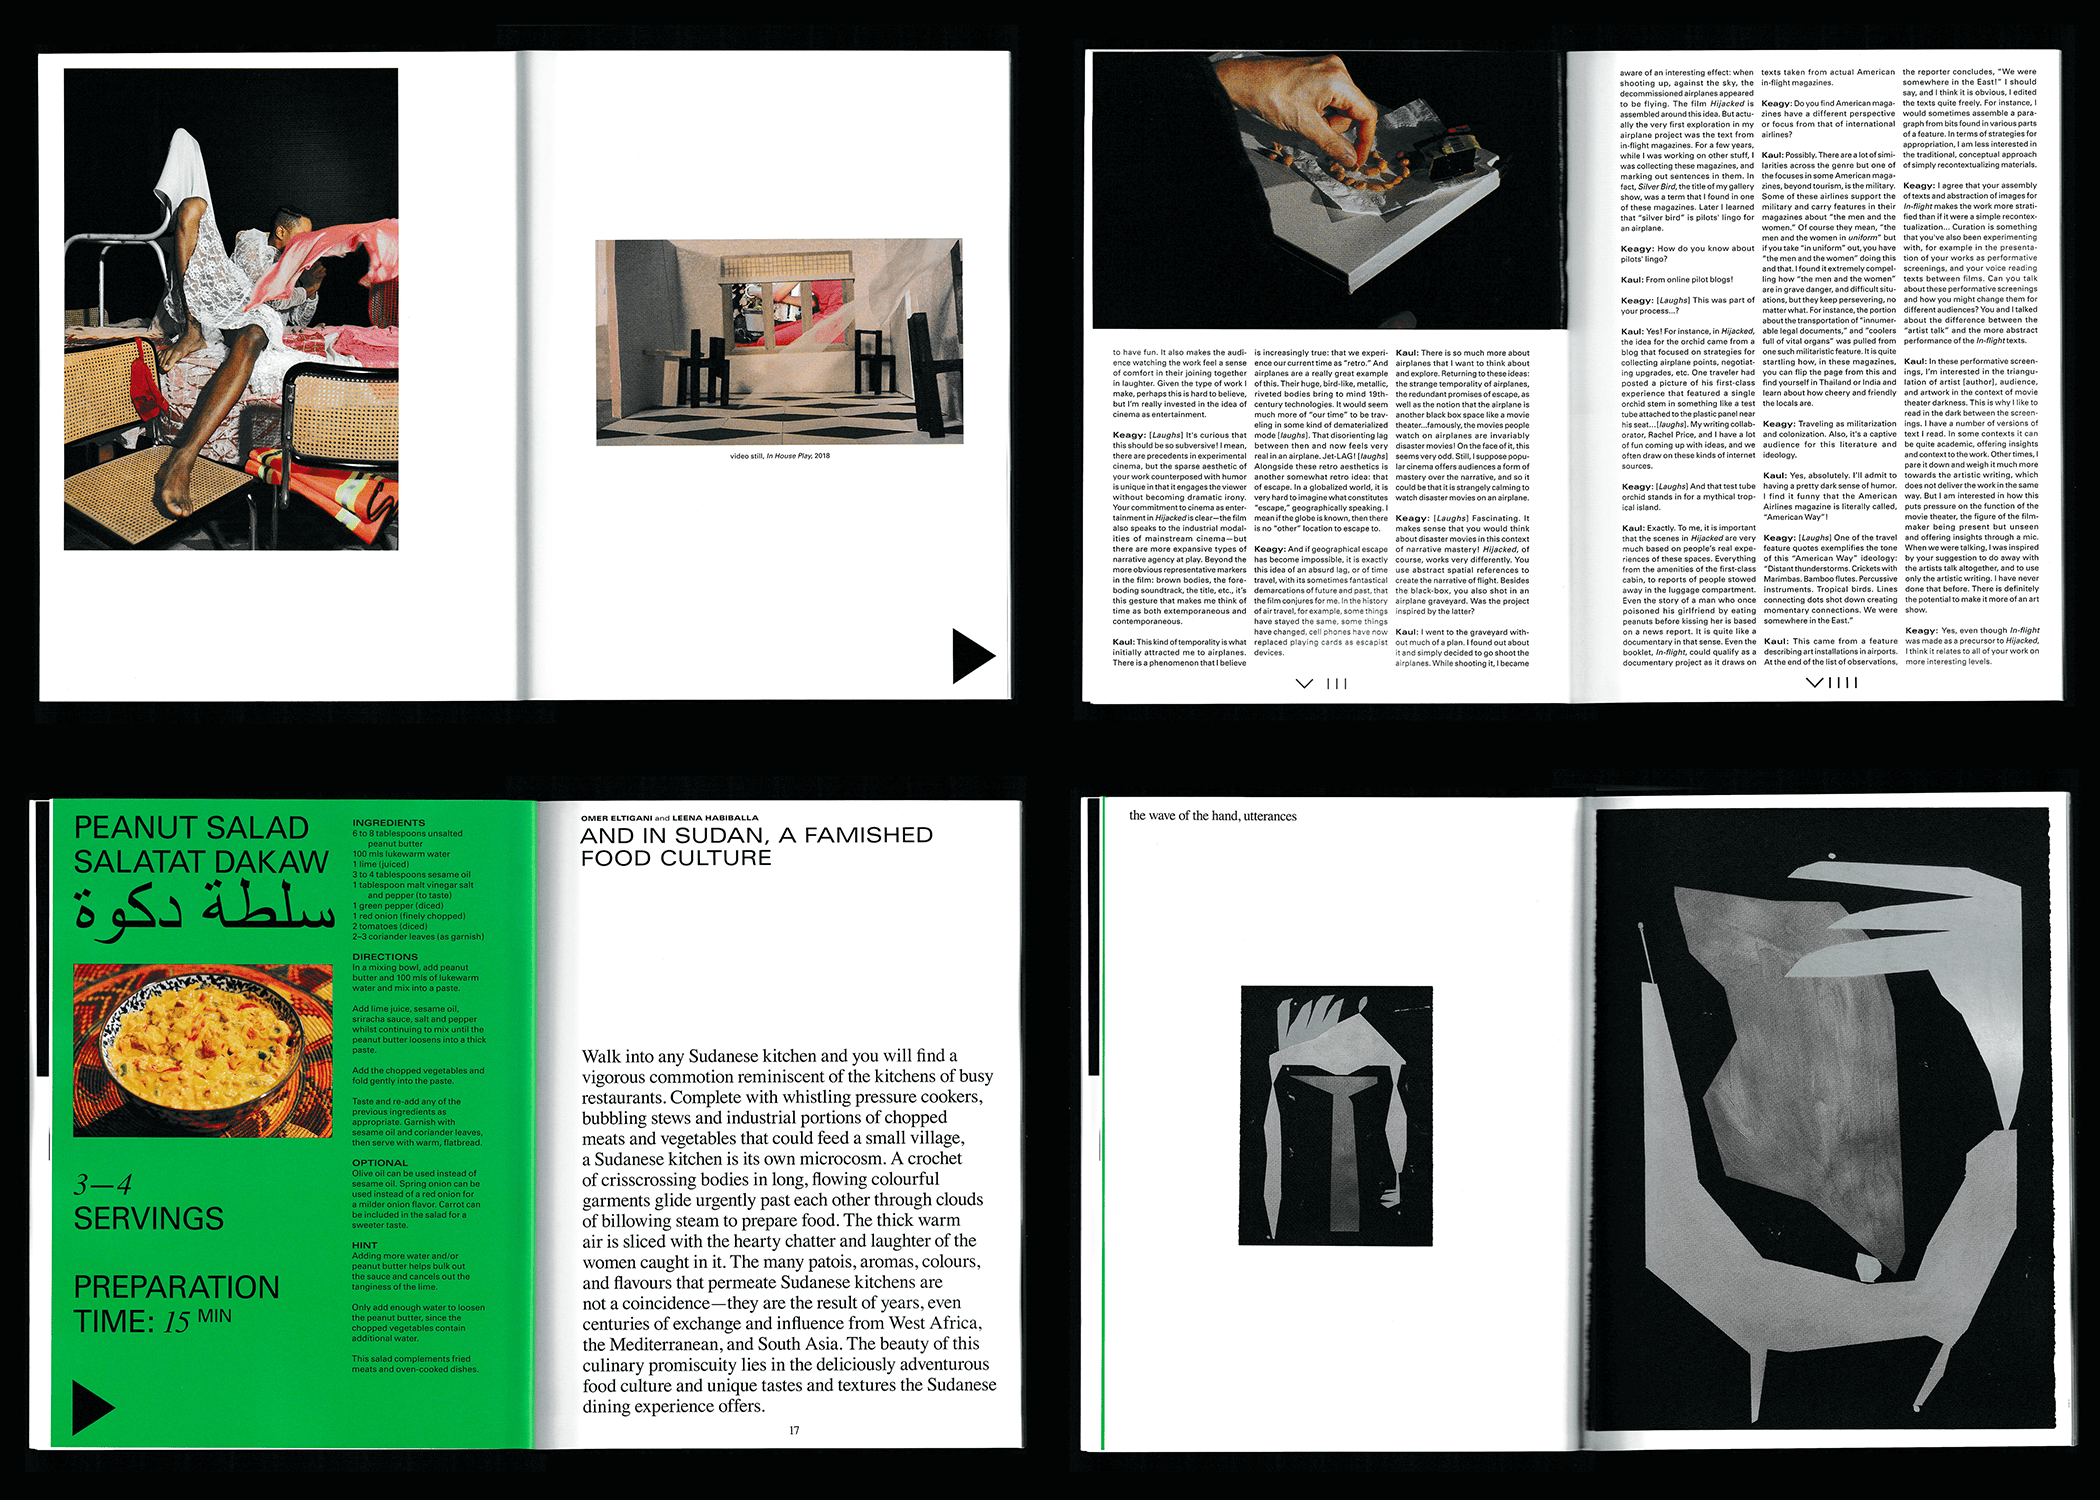 video still, In House Play, 2018
to have fun. It also makes the audi-
ence watching the work feel a sense
of comfort in their joining together
in laughter. Given the type of work I
make, perhaps this is hard to believe,
but I'm really invested in the idea of
cinema as entertainment.
Keagy: [Laughs] It's curious that
this should be so subversive! I mean,
there are precedents in experimental
cinema, but the sparse aesthetic of
your work counterposed with humor
is unique in that it engages the viewer
without becoming dramatic irony.
Your commitment to cinema as enter-
tainment in Hijacked is clear—the film
also speaks to the industrial modal-
ities of mainstream cinema—but
there are more expansive types of
narrative agency at play. Beyond the
more obvious representative markers
in the film: brown bodies, the fore-
boding soundtrack, the title, etc., it's
this gesture that makes me think of
time as both extemporaneous and
contemporaneous.
Kaul: This kind of temporality is what
initially attracted me to airplanes.
There is a phenomenon that I believe
is increasingly true: that we experi-
ence our current time as "retro." And
airplanes are a really great example
of this. Their huge, bird-like, metallic,
riveted bodies bring to mind 19th-
century technologies. It would seem
much more of "our time" to be trav-
eling in some kind of dematerialized
mode [laughs]. That disorienting lag
between then and now feels very
real in an airplane. Jet-LAG! [laughs]
Alongside these retro aesthetics is
another somewhat retro idea: that
of escape. In a globalized world, it is
very hard to imagine what constitutes
"escape," geographically speaking. I
mean if the globe is known, then there
is no "other" location to escape to.
Keagy: And if geographical escape
has become impossible, it is exactly
this idea of an absurd lag, or of time
travel, with its sometimes fantastical
demarcations of future and past, that
the film conjures for me. In the history
of air travel, for example, some things
have stayed the same, some things
have changed, cell phones have now
replaced playing cards as escapist
devices.
Kaul: There is so much more about
airplanes that I want to think about
and explore. Returning to these ideas:
the strange temporality of airplanes,
the redundant promises of escape, as
well as the notion that the airplane is
another black box space like a movie
theater...famously, the movies people
watch on airplanes are invariably
disaster movies! On the face of it, this
seems very odd. Still, I suppose popu-
lar cinema offers audiences a form of
mastery over the narrative, and so it
could be that it is strangely calming to
watch disaster movies on an airplane.
Keagy: [Laughs] Fascinating. It
makes sense that you would think
about disaster movies in this context
of narrative mastery! Hijacked, of
course, works very differently. You
use abstract spatial references to
create the narrative of flight. Besides
the black-box, you also shot in an
airplane graveyard. Was the project
inspired by the latter?
Kaul: I went to the graveyard with-
out much of a plan. I found out about
it and simply decided to go shoot the
airplanes. While shooting it, I became
aware of an interesting effect: when
shooting up, against the sky, the
decommissioned airplanes appeared
to be flying. The film Hijacked is
assembled around this idea. But actu-
ally the very first exploration in my
airplane project was the text from
in-flight magazines. For a few years,
while I was working on other stuff, I
was collecting these magazines, and
marking out sentences in them. In
fact, Silver Bird, the title of my gallery
show, was a term that I found in one
of these magazines. Later I learned
that "silver bird" is pilots' lingo for
an airplane.
Keagy: How do you know about
pilots' lingo?
Kaul: From online pilot blogs!
Keagy: [Laughs] This was part of
your process...?
Kaul: Yes! For instance, in Hijacked,
the idea for the orchid came from a
blog that focused on strategies for
collecting airplane points, negotiat-
ing upgrades, etc. One traveler had
posted a picture of his first-class
experience that featured a single
orchid stem in something like a test
tube attached to the plastic panel near
his seat...[laughs]. My writing collab-
orator, Rachel Price, and I have a lot
of fun coming up with ideas, and we
often draw on these kinds of internet
sources.
Keagy: [Laughs] And that test tube
orchid stands in for a mythical trop-
ical island.
Kaul: Exactly. To me, it is important
that the scenes in Hijacked are very
much based on people's real expe-
riences of these spaces. Everything
from the amenities of the first-class
cabin, to reports of people stowed
away in the luggage compartment.
Even the story of a man who once
poisoned his girlfriend by eating
peanuts before kissing her is based
on a news report. It is quite like a
documentary in that sense. Even the
booklet, In-flight, could qualify as a
documentary project as it draws on
texts taken from actual American
in-flight magazines.
Keagy: Do you find American maga-
zines have a different perspective
or focus from that of international
airlines?
Kaul: Possibly. There are a lot of simi-
larities across the genre but one of
the focuses in some American maga-
zines, beyond tourism, is the military.
Some of these airlines support the
military and carry features in their
magazines about "the men and the
women." Of course they mean, "the
men and the women in uniform" but
if you take "in uniform" out, you have
"the men and the women" doing this
and that. I found it extremely compel-
ling how "the men and the women"
are in grave danger, and difficult situ-
ations, but they keep persevering, no
matter what. For instance, the portion
about the transportation of "innumer-
able legal documents," and "coolers
full of vital organs" was pulled from
one such militaristic feature. It is quite
startling how, in these magazines,
you can flip the page from this and
find yourself in Thailand or India and
learn about how cheery and friendly
the locals are.
Keagy: Traveling as militarization
and colonization. Also, it's a captive
audience for this literature and
ideology.
Kaul: Yes, absolutely. I'll admit to
having a pretty dark sense of humor.
I find it funny that the American
Airlines magazine is literally called,
"American Way"!
Keagy: [Laughs] One of the travel
feature quotes exemplifies the tone
of this "American Way" ideology:
"Distant thunderstorms. Crickets with
Marimbas. Bamboo flutes. Percussive
instruments. Tropical birds. Lines
connecting dots shot down creating
momentary connections. We were
somewhere in the East."
Kaul: This came from a feature
describing art installations in airports.
At the end of the list of observations,
the reporter concludes, "We were
somewhere in the East!" I should
say, and I think it is obvious, I edited
the texts quite freely. For instance, I
would sometimes assemble a para-
graph from bits found in various parts
of a feature. In terms of strategies for
appropriation, I am less interested in
the traditional, conceptual approach
of simply recontextualizing materials.
Keagy: I agree that your assembly
of texts and abstraction of images for
In-flight makes the work more strati-
fied than if it were a simple recontex-
tualization... Curation is something
that you've also been experimenting
with, for example in the presenta-
tion of your works as performative
screenings, and your voice reading
texts between films. Can you talk
about these performative screenings
and how you might change them for
different audiences? You and I talked
about the difference between the
"artist talk" and the more abstract
performance of the In-flight texts.
Kaul: In these performative screen-
ings, I'm interested in the triangu-
lation of artist [author], audience,
and artwork in the context of movie
theater darkness. This is why I like to
read in the dark between the screen-
ings. I have a number of versions of
text I read. In some contexts it can
be quite academic, offering insights
and context to the work. Other times, I
pare it down and weigh it much more
towards the artistic writing, which
does not deliver the work in the same
way. But I am interested in how this
puts pressure on the function of the
movie theater, the figure of the film-
maker being present but unseen
and offering insights through a mic.
When we were talking, I was inspired
by your suggestion to do away with
the artists talk altogether, and to use
only the artistic writing. I have never
done that before. There is definitely
the potential to make it more of an art
show.
Keagy: Yes, even though In-flight
was made as a precursor to Hijacked,
I think it relates to all of your work on
more interesting levels.
PEANUT SALAD
SALATAT DAKAW
سلطة دكوة
3—4
SERVINGS
PREPARATION
TIME: 15 MIN
INGREDIENTS
6 to 8 tablespoons unsalted
peanut butter
100 mls lukewarm water
1 lime (juiced)
3 to 4 tablespoons sesame oil
1 tablespoon malt vinegar salt
and pepper (to taste)
1 green pepper (diced)
1 red onion (finely chopped)
2 tomatoes (diced)
2–3 coriander leaves (as garnish)
DIRECTIONS
In a mixing bowl, add peanut
butter and 100 mls of lukewarm
water and mix into a paste.
Add lime juice, sesame oil,
sriracha sauce, salt and pepper
whilst continuing to mix until the
peanut butter loosens into a thick
paste.
Add the chopped vegetables and
fold gently into the paste.
Taste and re-add any of the
previous ingredients as
appropriate. Garnish with
sesame oil and coriander leaves,
then serve with warm, flatbread.
OPTIONAL
Olive oil can be used instead of
sesame oil. Spring onion can be
used instead of a red onion for
a milder onion flavor. Carrot can
be included in the salad for a
sweeter taste.
HINT
Adding more water and/or
peanut butter helps bulk out
the sauce and cancels out the
tanginess of the lime.
Only add enough water to loosen
the peanut butter, since the
chopped vegetables contain
additional water.
This salad complements fried
meats and oven-cooked dishes.
OMER ELTIGANI and LEENA HABIBALLA
AND IN SUDAN, A FAMISHED
FOOD CULTURE
Walk into any Sudanese kitchen and you will find a
vigorous commotion reminiscent of the kitchens of busy
restaurants. Complete with whistling pressure cookers,
bubbling stews and industrial portions of chopped
meats and vegetables that could feed a small village,
a Sudanese kitchen is its own microcosm. A crochet
of crisscrossing bodies in long, flowing colourful
garments glide urgently past each other through clouds
of billowing steam to prepare food. The thick warm
air is sliced with the hearty chatter and laughter of the
women caught in it. The many patois, aromas, colours,
and flavours that permeate Sudanese kitchens are
not a coincidence—they are the result of years, even
centuries of exchange and influence from West Africa,
the Mediterranean, and South Asia. The beauty of this
culinary promiscuity lies in the deliciously adventurous
food culture and unique tastes and textures the Sudanese
dining experience offers.
17
the wave of the hand, utterances